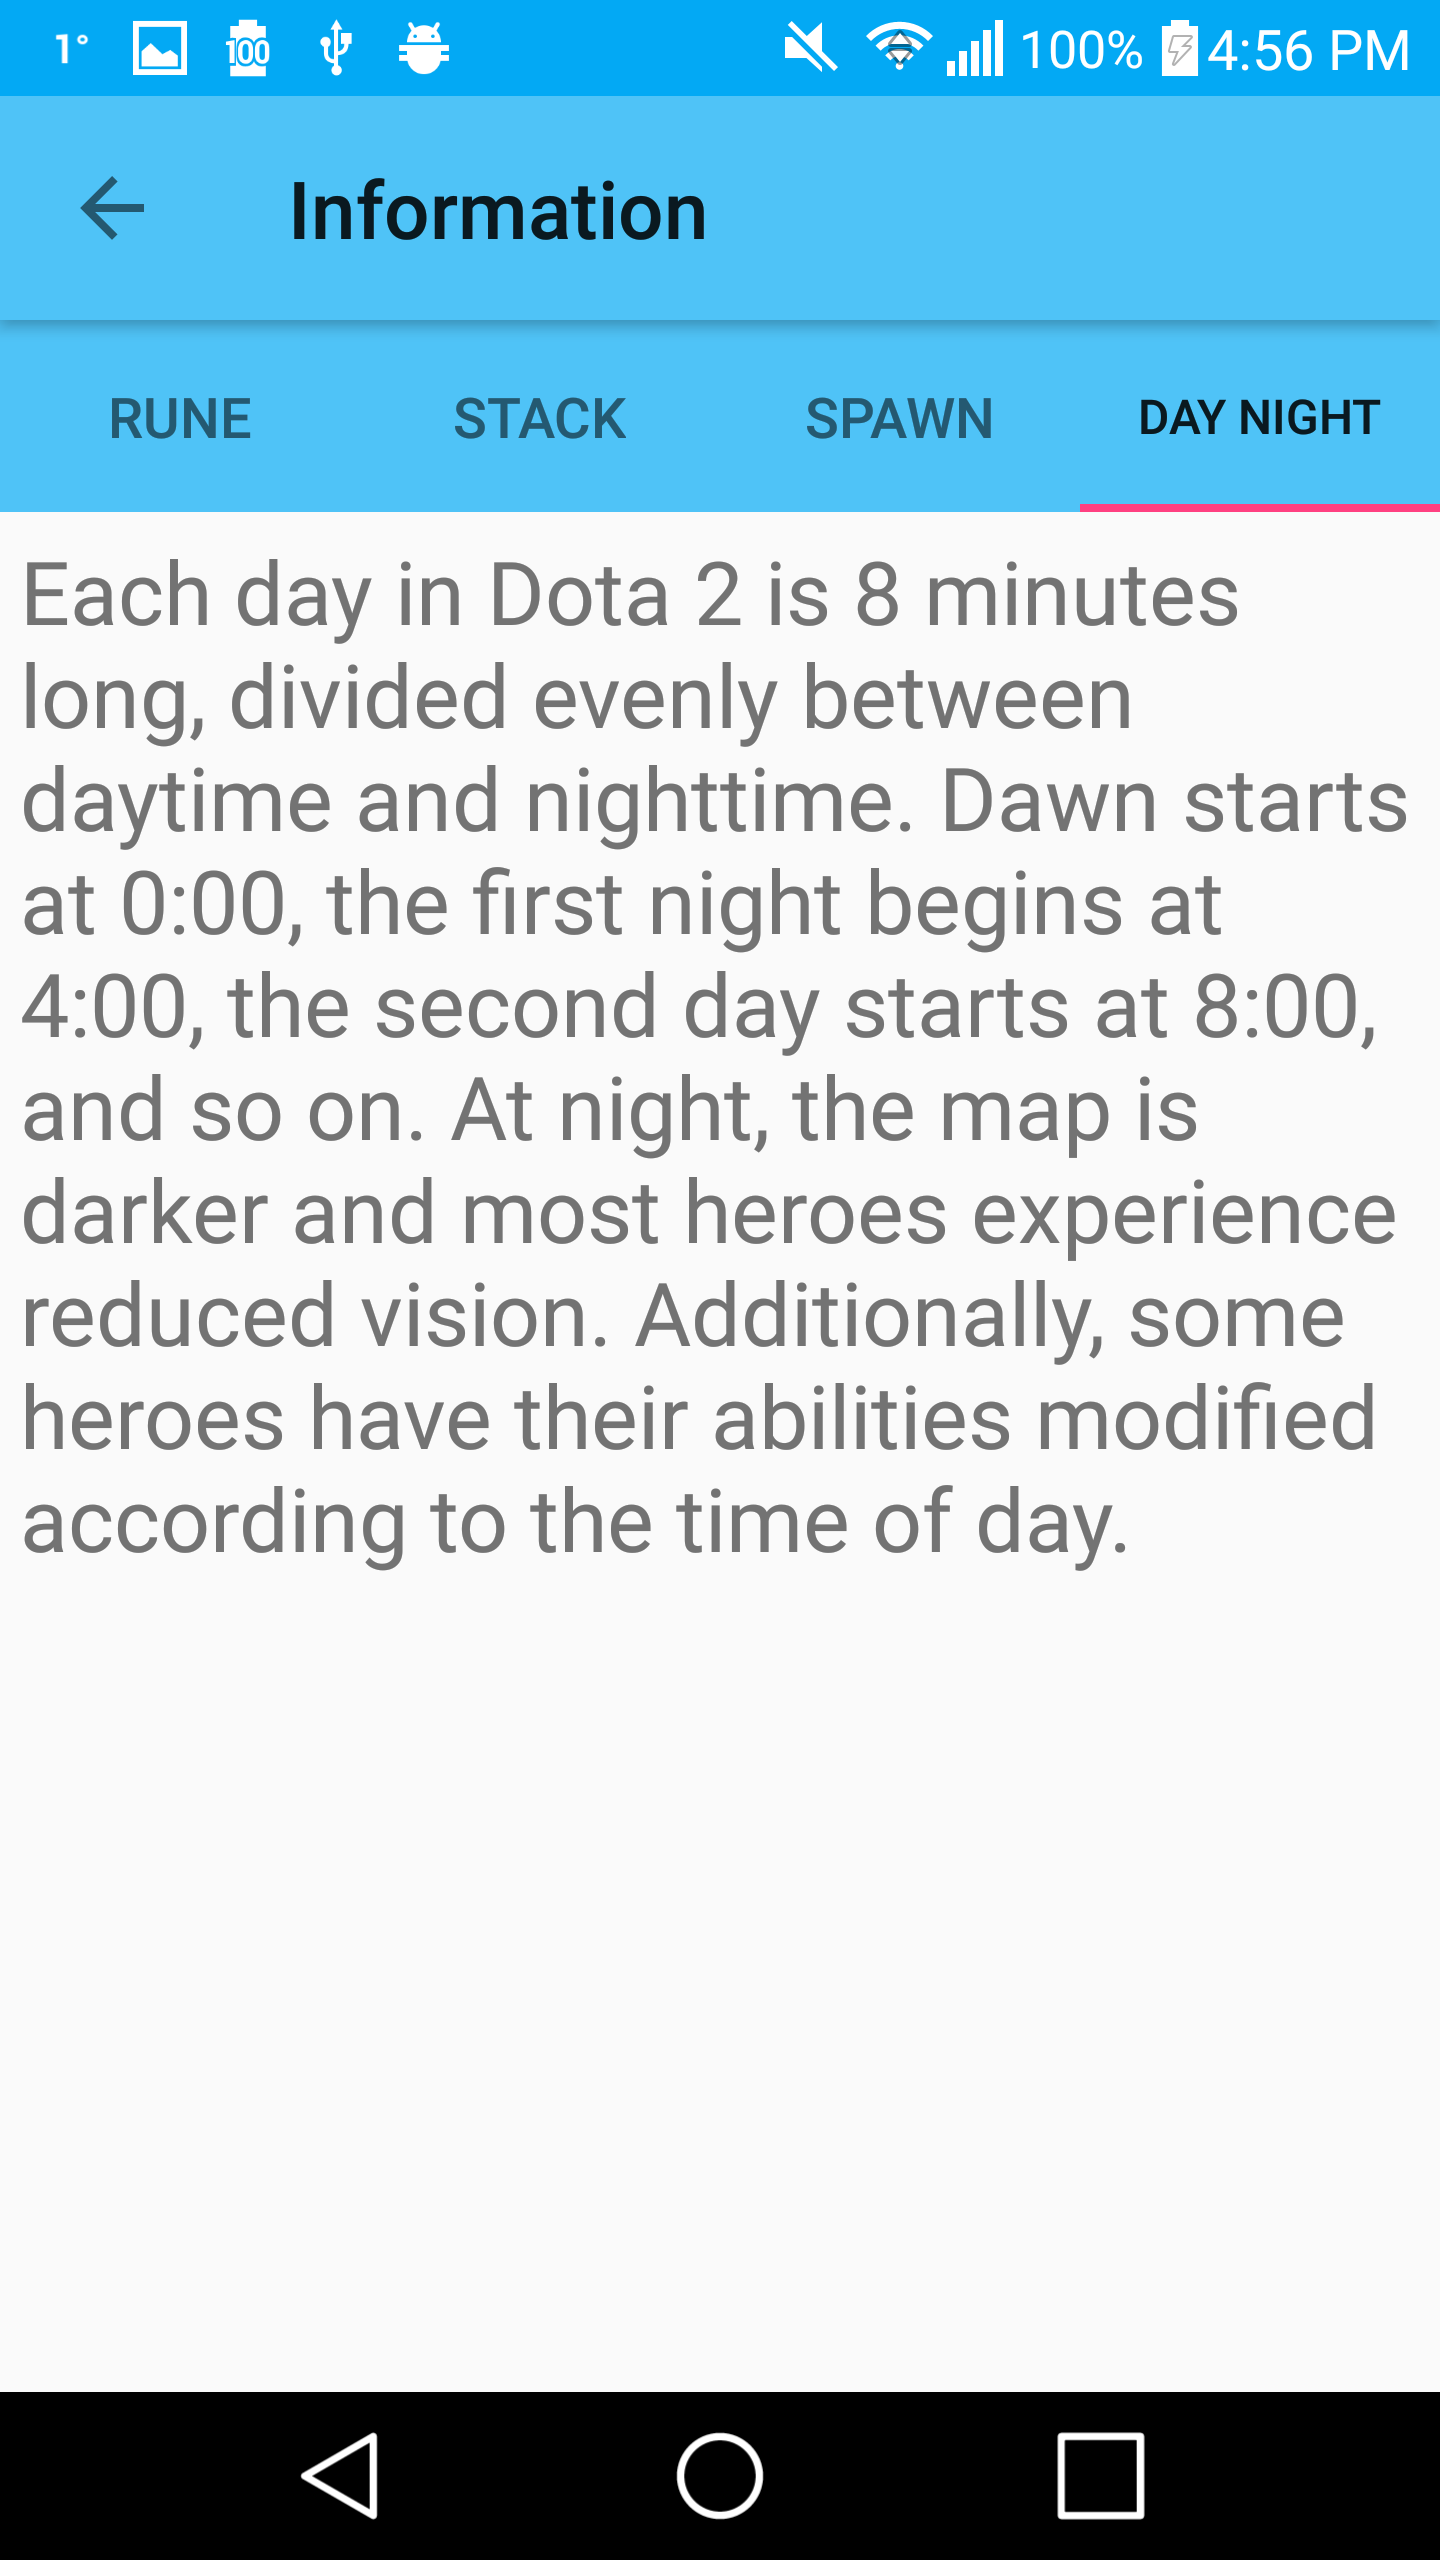 1°
100
100%
4:56 PM
Information
RUNE
STACK
SPAWN
DAY NIGHT
Each day in Dota 2 is 8 minutes
long, divided evenly between
daytime and nighttime. Dawn starts
at 0:00, the first night begins at
4:00, the second day starts at 8:00,
and so on. At night, the map is
darker and most heroes experience
reduced vision. Additionally, some
heroes have their abilities modified
according to the time of day.